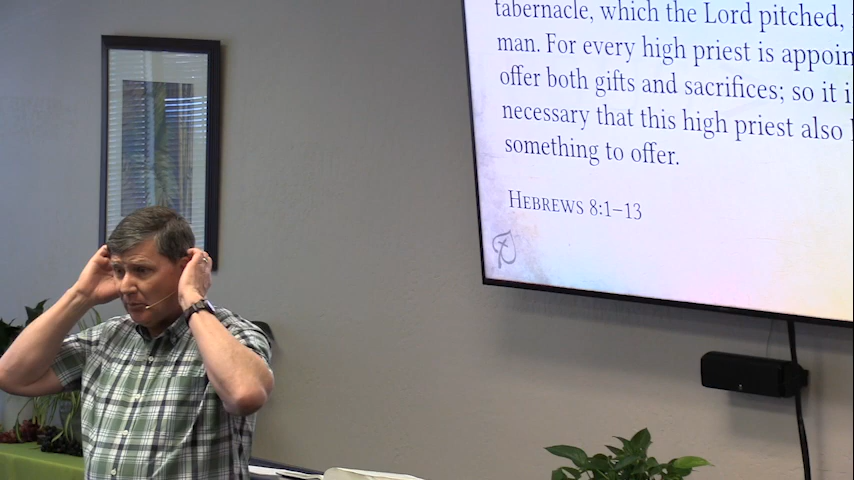 tabernacle, which the Lord pitched,
man. For every high priest is
offer both gifts and sacrifices; so it
necessary that this high priest also
something to offer.
HEBREWS 8:1–13